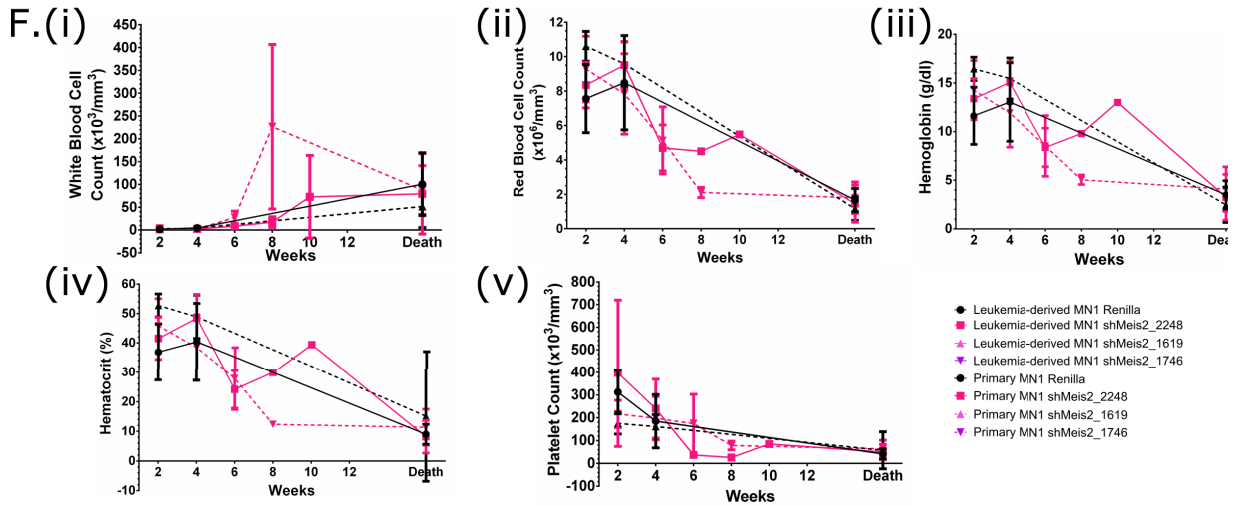 F.(i)
White Blood Cell
Count (x10³/mm³)
450
400
350
300
250
200
150
100
50
0
-50
2 4 6 8 10 12 Death
Weeks
(ii)
Red Blood Cell Count
(x10⁶/mm³)
12
10
8
6
4
2
0
2 4 6 8 10 12 Death
Weeks
(iii)
Hemoglobin (g/dl)
20
15
10
5
0
2 4 6 8 10 12 Dea
Weeks
(iv)
Hematocrit (%)
60
50
40
30
20
10
0
-10
2 4 6 8 10 12 Death
Weeks
(v)
Platelet Count (x10³/mm³)
800
700
600
500
400
300
200
100
0
-100
2 4 6 8 10 12 Death
Weeks
Leukemia-derived MN1 Renilla
Leukemia-derived MN1 shMeis2_2248
Leukemia-derived MN1 shMeis2_1619
Leukemia-derived MN1 shMeis2_1746
Primary MN1 Renilla
Primary MN1 shMeis2_2248
Primary MN1 shMeis2_1619
Primary MN1 shMeis2_1746